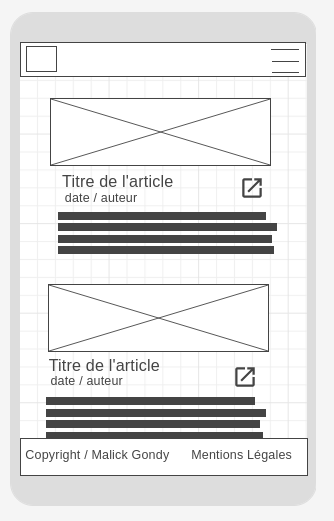 Titre de l'article
date / auteur
Titre de l'article
date / auteur
Copyright / Malick Gondy Mentions Légales